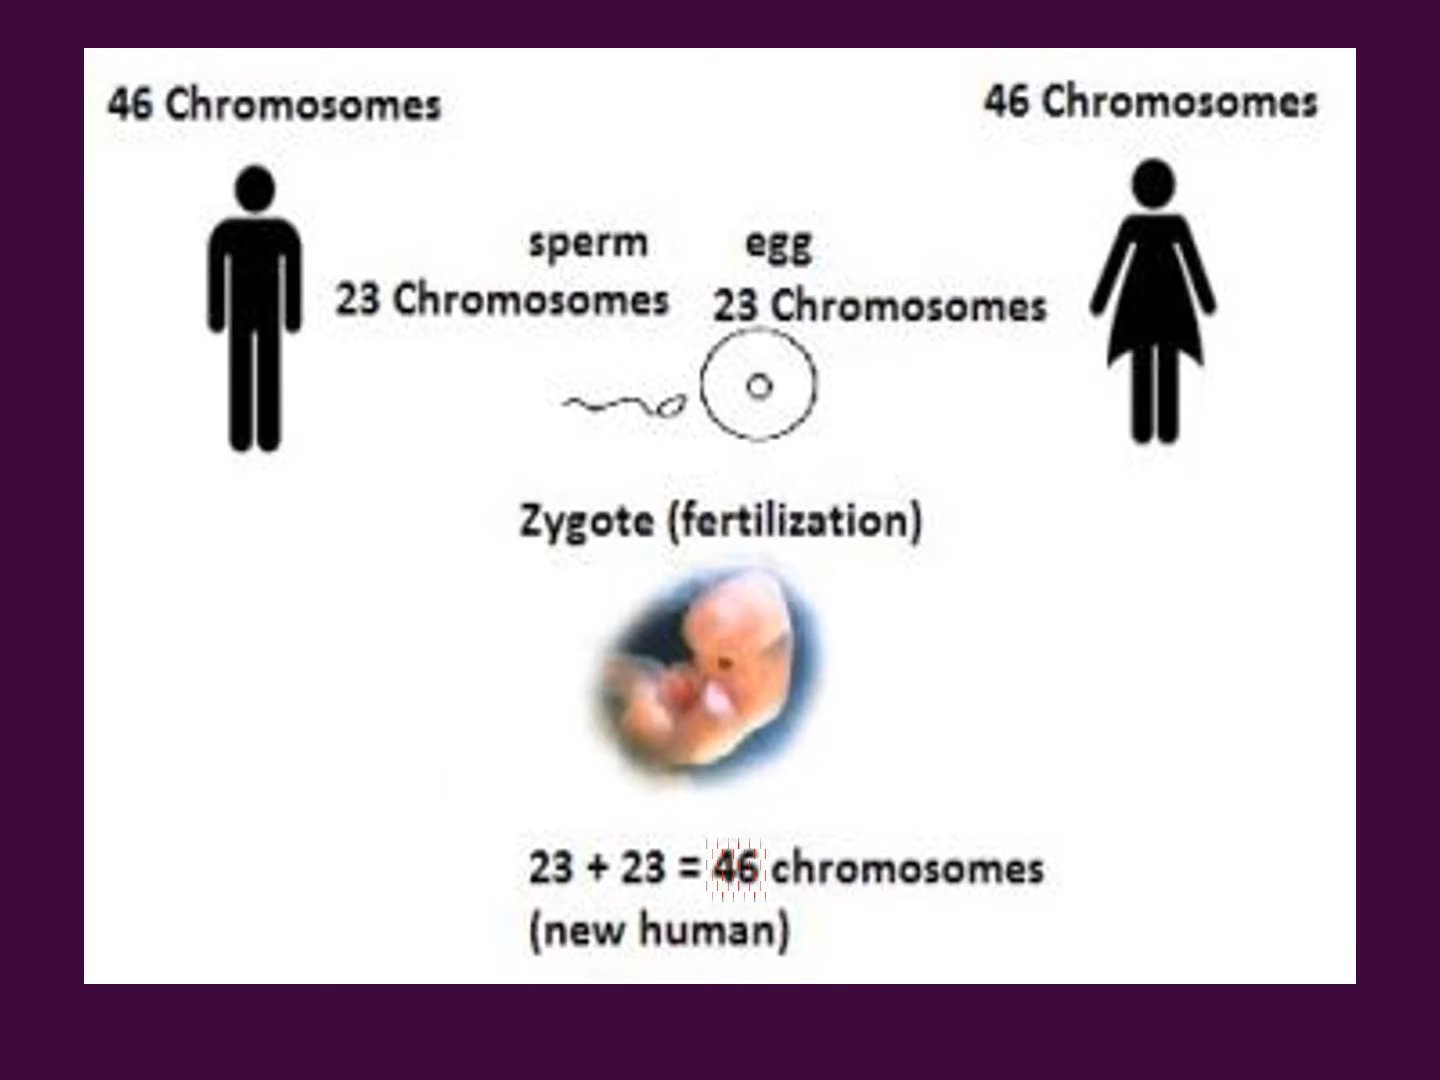 46 Chromosomes
46 Chromosomes
sperm
egg
23 Chromosomes
23 Chromosomes
Zygote (fertilization)
23 + 23 = 46 chromosomes
(new human)